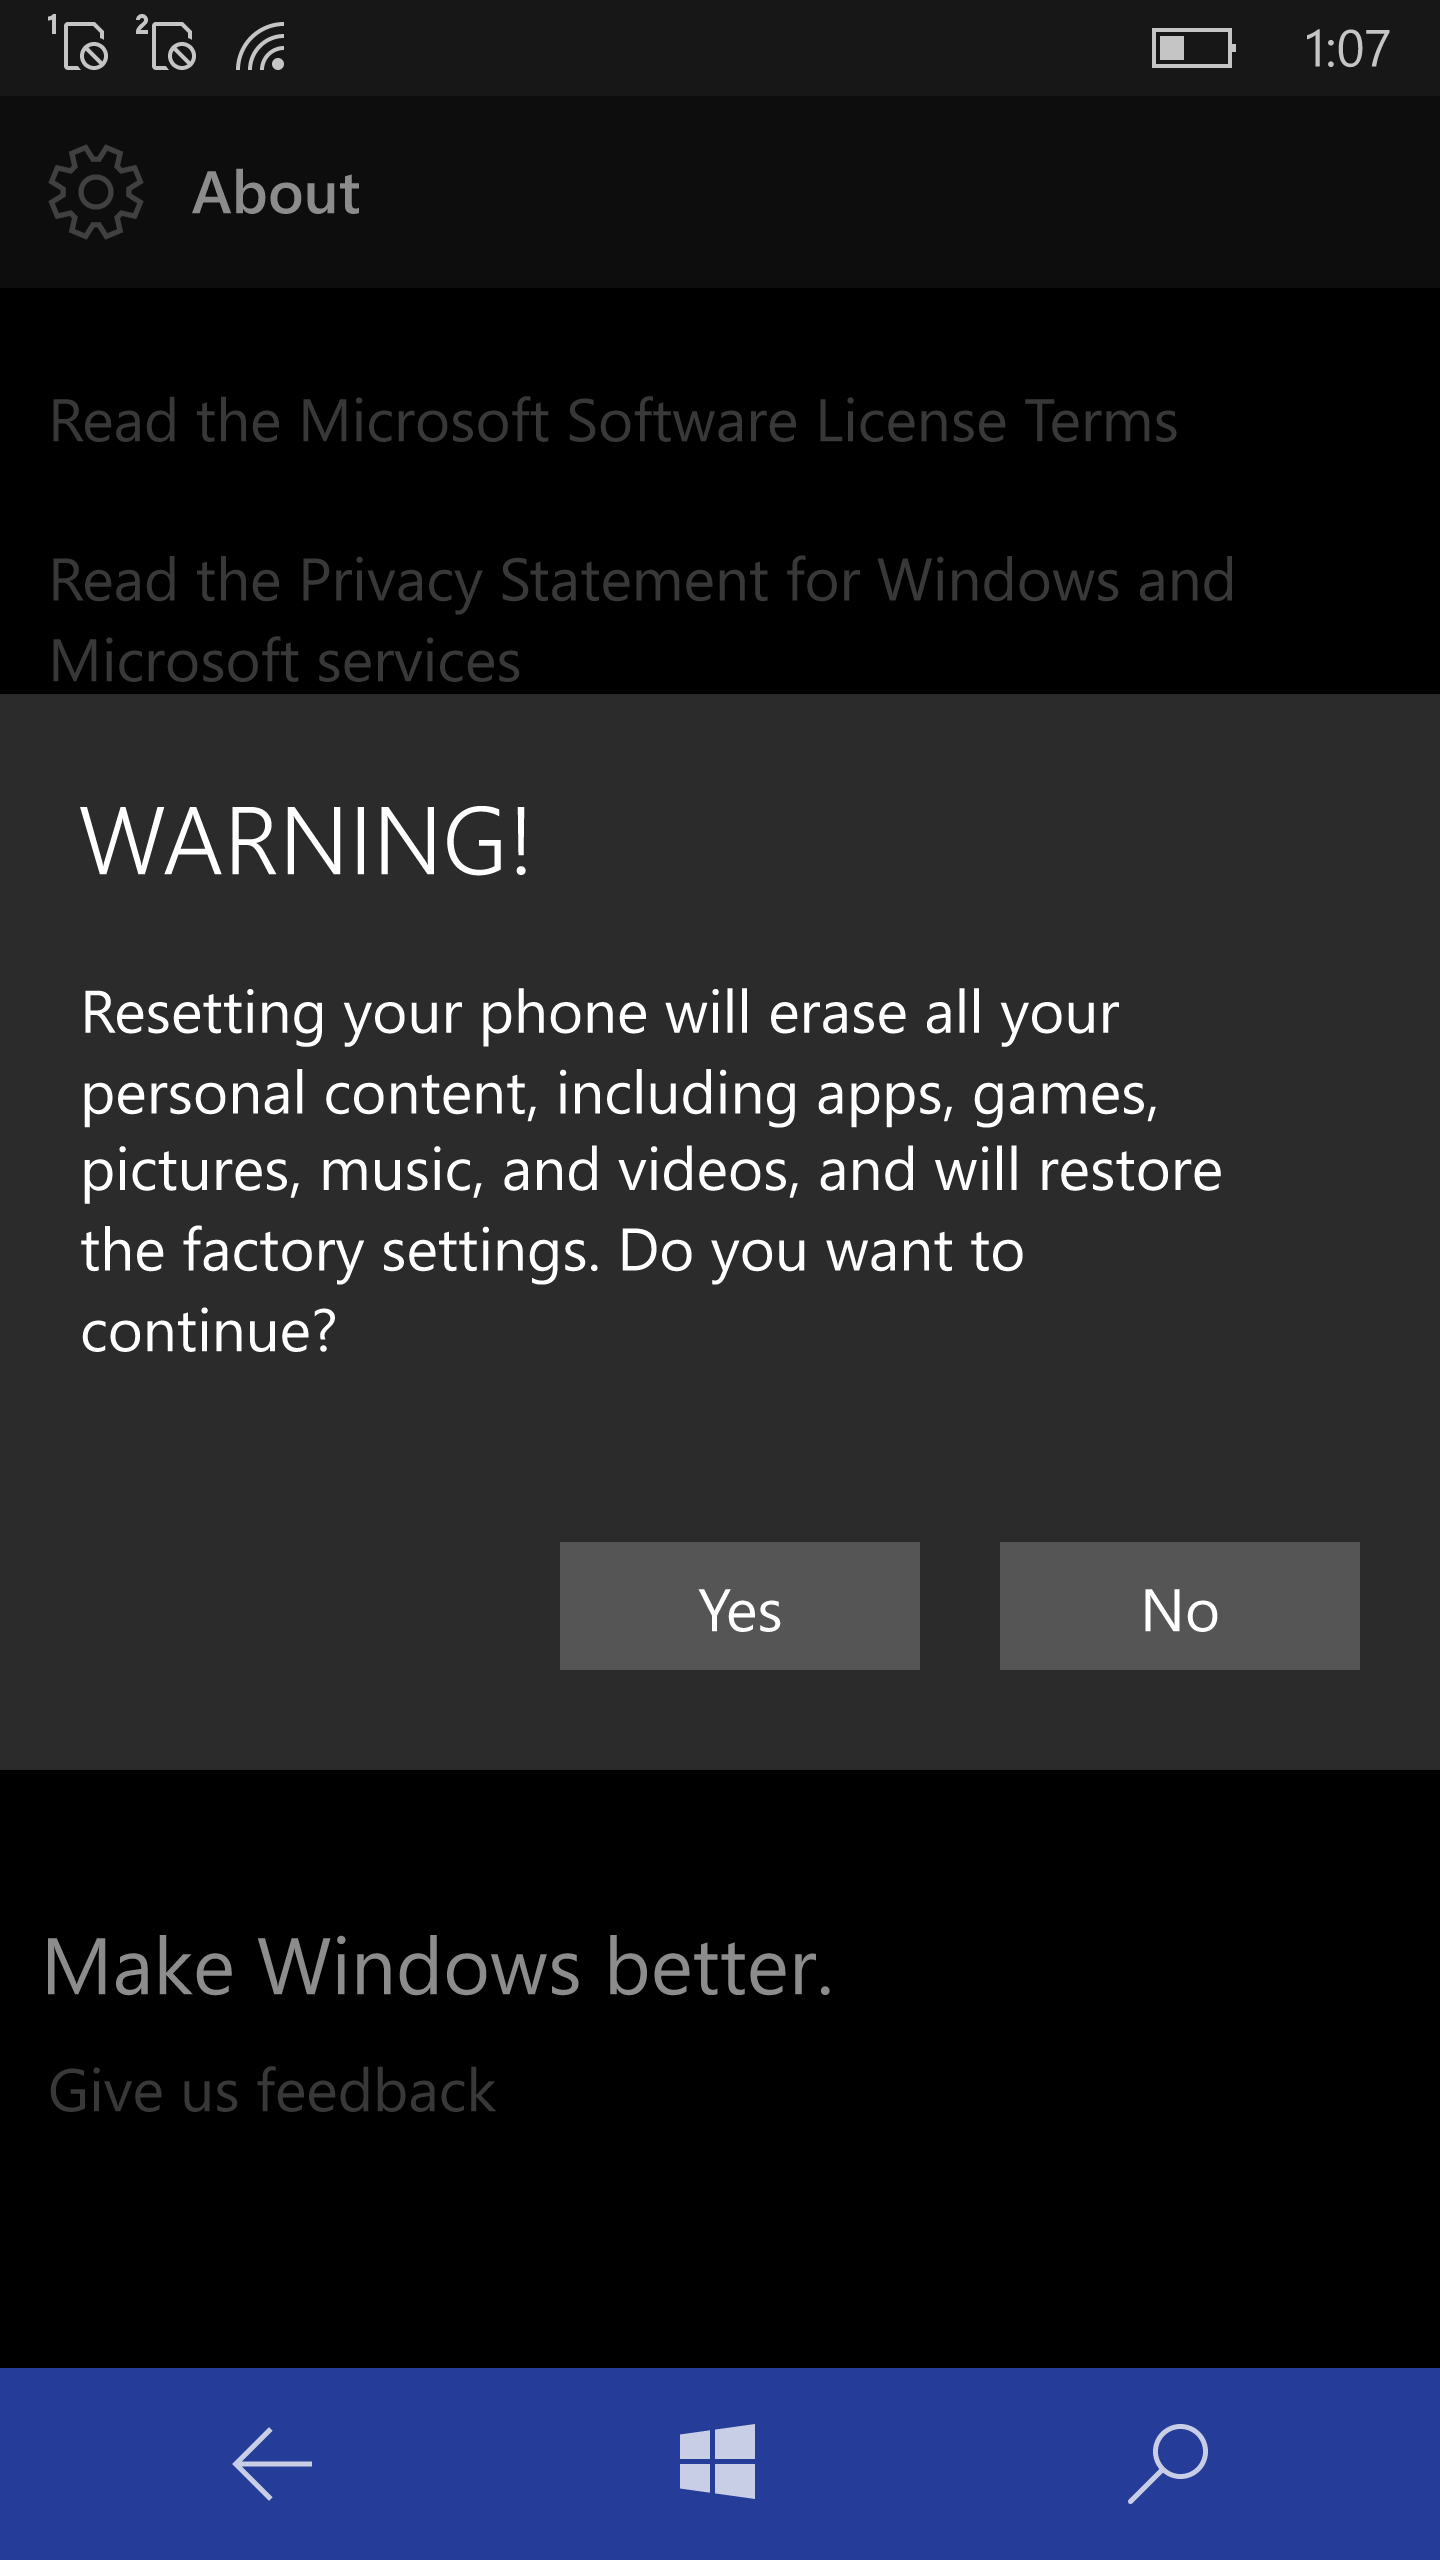 1 2 1:07
About
Read the Microsoft Software License Terms
Read the Privacy Statement for Windows and
Microsoft services
WARNING!
Resetting your phone will erase all your
personal content, including apps, games,
pictures, music, and videos, and will restore
the factory settings. Do you want to
continue?
Yes No
Make Windows better.
Give us feedback